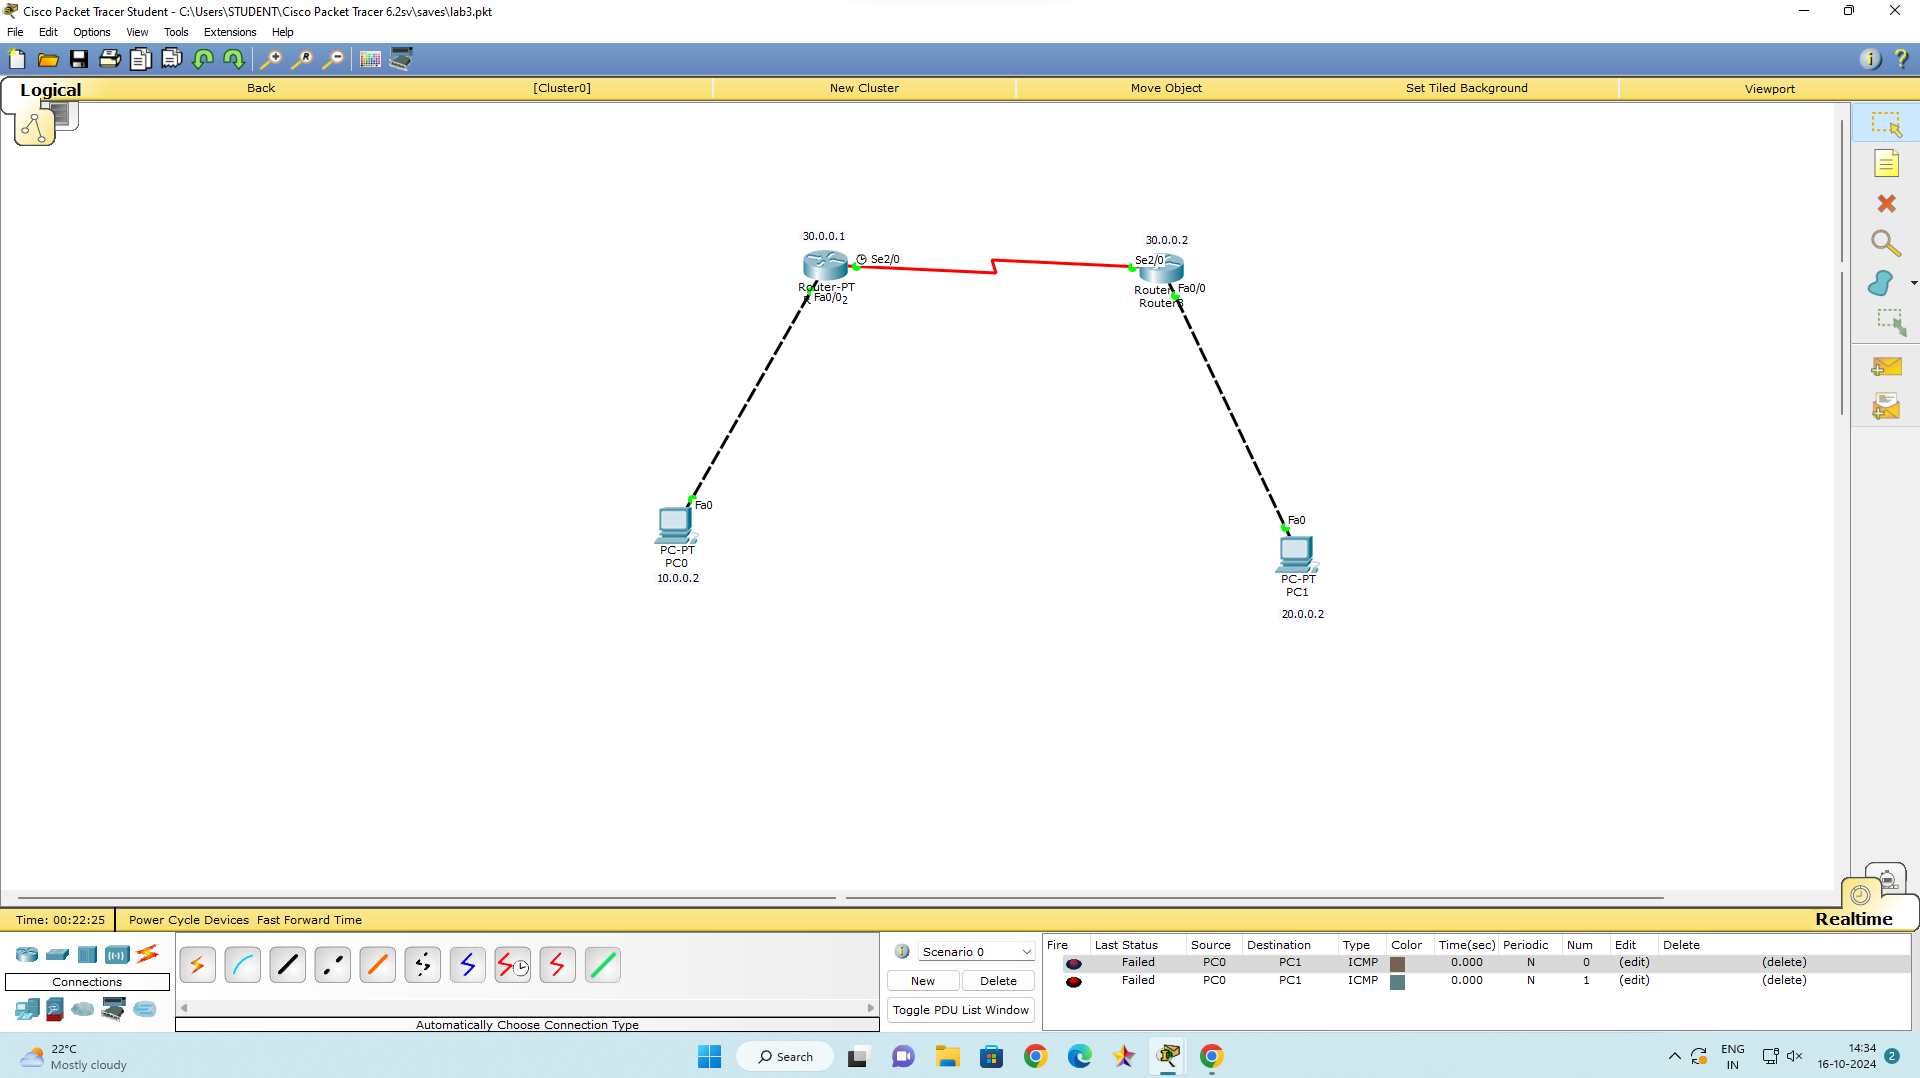 Cisco Packet Tracer Student - C:\Users\STUDENT\Cisco Packet Tracer 6.2sv\saves\lab3.pkt
File Edit Options View Tools Extensions Help
Logical Back [Cluster0] New Cluster Move Object Set Tiled Background Viewport
30.0.0.1
30.0.0.2
Se2/0
Se2/0
Router-PT
Fa0/0
2
Router
Fa0/0
Router3
Fa0
PC-PT
PC0
10.0.0.2
Fa0
PC-PT
PC1
20.0.0.2
Time: 00:22:25 Power Cycle Devices Fast Forward Time
Realtime
Connections
Automatically Choose Connection Type
Scenario 0
New Delete
Toggle PDU List Window
Fire Last Status Source Destination Type Color Time(sec) Periodic Num Edit Delete
Failed PC0 PC1 ICMP 0.000 N 0 (edit) (delete)
Failed PC0 PC1 ICMP 0.000 N 1 (edit) (delete)
22°C
Mostly cloudy
Search
ENG
IN
14:34
16-10-2024
2